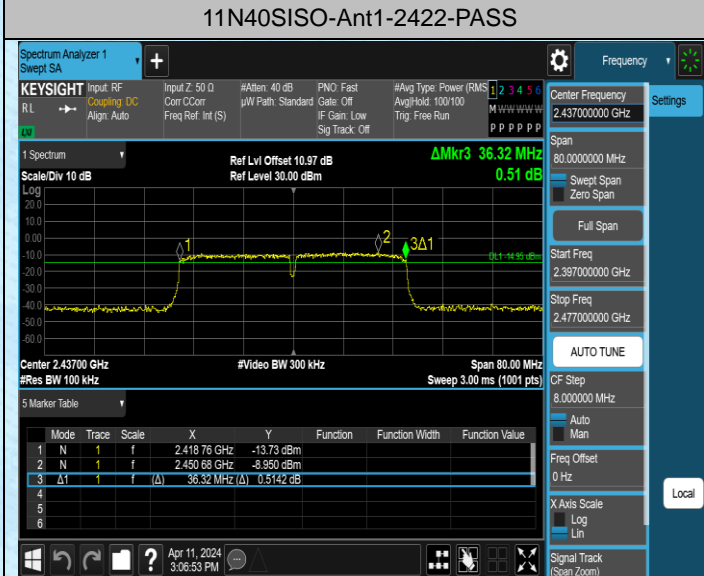 11N40SISO-Ant1-2422-PASS
Spectrum Analyzer 1
Swept SA
Frequency
KEYSIGHT
RL
Input: RF
Coupling: DC
Align: Auto
Input Z: 50 Ω
Corr CCorr
Freq Ref: Int (S)
#Atten: 40 dB
µW Path: Standard
PNO: Fast
Gate: Off
IF Gain: Low
Sig Track: Off
#Avg Type: Power (RMS
Avg|Hold: 100/100
Trig: Free Run
1 2 3 4 5 6
M W W W W W
P P P P P P
1 Spectrum
Scale/Div 10 dB
Ref Lvl Offset 10.97 dB
Ref Level 30.00 dBm
ΔMkr3 36.32 MHz
0.51 dB
Log
20.0
10.0
0.00
-10.0
-20.0
-30.0
-40.0
-50.0
-60.0
1
2
3Δ1
DL1 -14.95 dBm
Center 2.43700 GHz
#Video BW 300 kHz
Span 80.00 MHz
#Res BW 100 kHz
Sweep 3.00 ms (1001 pts)
5 Marker Table
Mode Trace Scale X Y Function Function Width Function Value
1 N 1 f 2.418 76 GHz -13.73 dBm
2 N 1 f 2.450 68 GHz -8.950 dBm
3 Δ1 1 f (Δ) 36.32 MHz (Δ) 0.5142 dB
4
5
6
Apr 11, 2024
3:06:53 PM
Center Frequency
2.437000000 GHz
Settings
Span
80.0000000 MHz
Swept Span
Zero Span
Full Span
Start Freq
2.397000000 GHz
Stop Freq
2.477000000 GHz
AUTO TUNE
CF Step
8.000000 MHz
Auto
Man
Freq Offset
0 Hz
X Axis Scale
Log
Lin
Local
Signal Track
(Span Zoom)